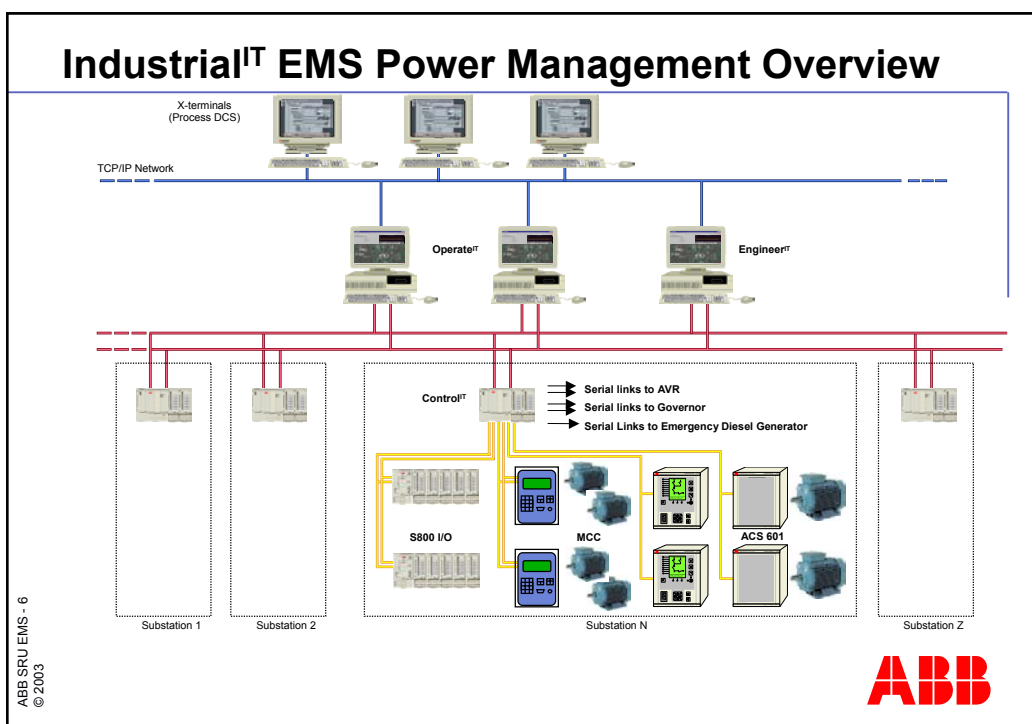 Industrialᴵᵀ EMS Power Management Overview
X-terminals
(Process DCS)
TCP/IP Network
Operateᴵᵀ
Engineerᴵᵀ
Controlᴵᵀ
Serial links to AVR
Serial links to Governor
Serial Links to Emergency Diesel Generator
S800 I/O
MCC
ACS 601
Substation 1
Substation 2
Substation N
Substation Z
ABB SRU EMS - 6
© 2003
ABB